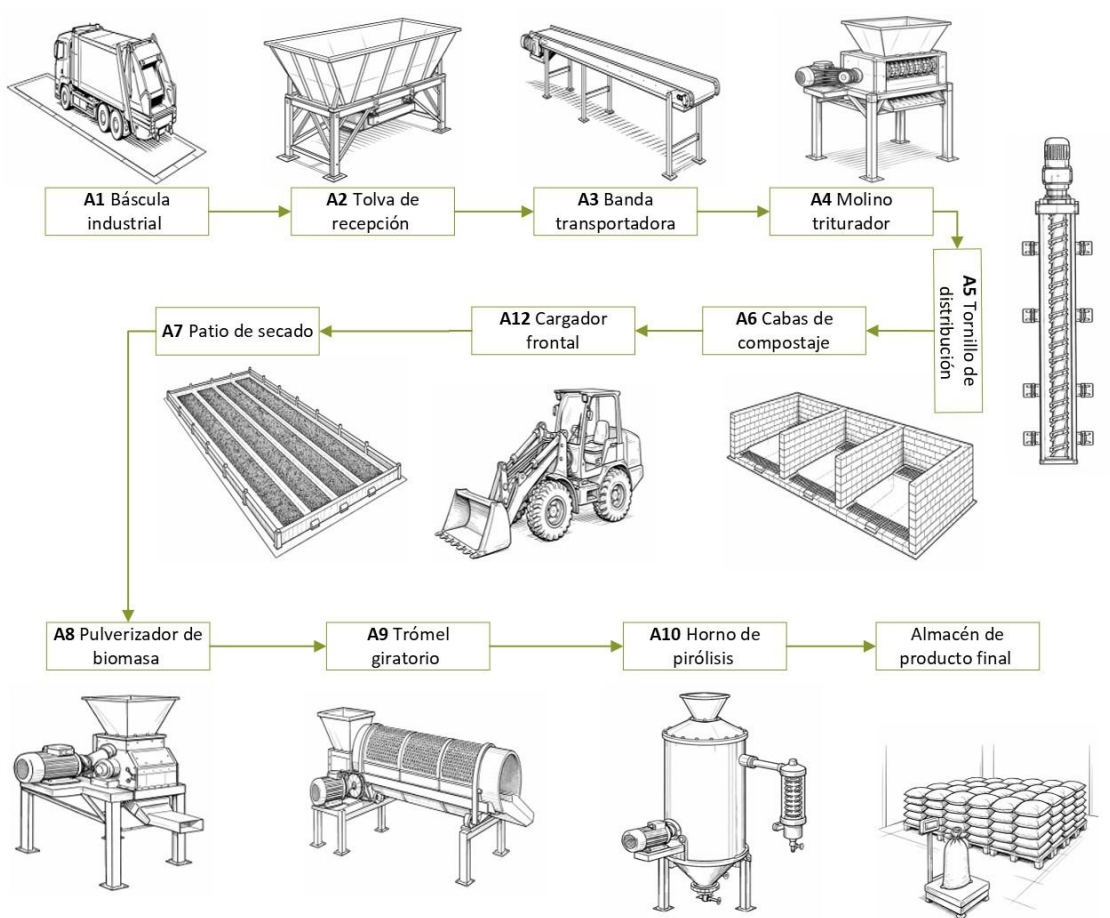 A1 Báscula
industrial
A2 Tolva de
recepción
A3 Banda
transportadora
A4 Molino
triturador
A5 Tornillo de
distribución
A6 Cabas de
compostaje
A12 Cargador
frontal
A7 Patio de secado
A8 Pulverizador de
biomasa
A9 Trómel
giratorio
A10 Horno de
pirólisis
Almacén de
producto final